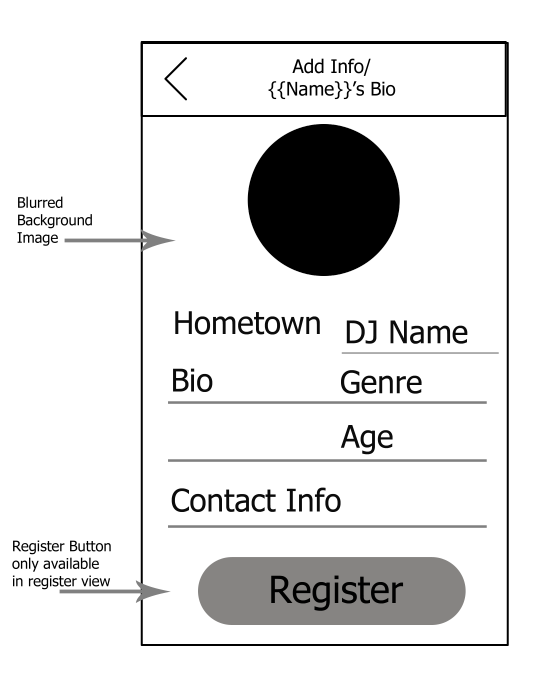 Add Info/
{{Name}}’s Bio
Blurred
Background
Image
Hometown
DJ Name
Bio
Genre
Age
Contact Info
Register Button
only available
in register view
Register